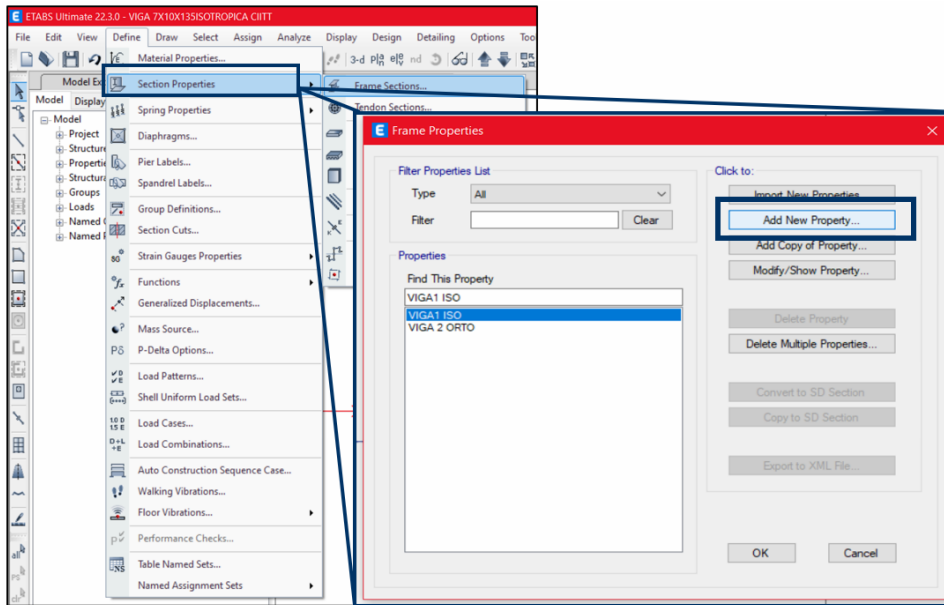 ETABS Ultimate 22.3.0 - VIGA 7X10X135ISOTROPICA CIITT
File Edit View Define Draw Select Assign Analyze Display Design Detailing Options Too
Material Properties...
3-d
nd
Model Ex
Section Properties
Frame Sections...
Model Display
Spring Properties
Tendon Sections...
Model
Project
Structure
Properti
Structura
Groups
Loads
Named
Named
Diaphragms...
Pier Labels...
Spandrel Labels...
Group Definitions...
Section Cuts...
Strain Gauges Properties
Functions
Generalized Displacements...
Mass Source...
Pδ P-Delta Options...
Load Patterns...
Shell Uniform Load Sets...
Load Cases...
Load Combinations...
Auto Construction Sequence Case...
Walking Vibrations...
Floor Vibrations...
Performance Checks...
Table Named Sets...
Named Assignment Sets
all
Frame Properties
Filter Properties List
Type All
Filter Clear
Properties
Find This Property
VIGA1 ISO
VIGA1 ISO
VIGA 2 ORTO
Click to:
Import New Properties
Add New Property...
Add Copy of Property...
Modify/Show Property...
Delete Property
Delete Multiple Properties...
Convert to SD Section
Copy to SD Section
Export to XML File...
OK Cancel